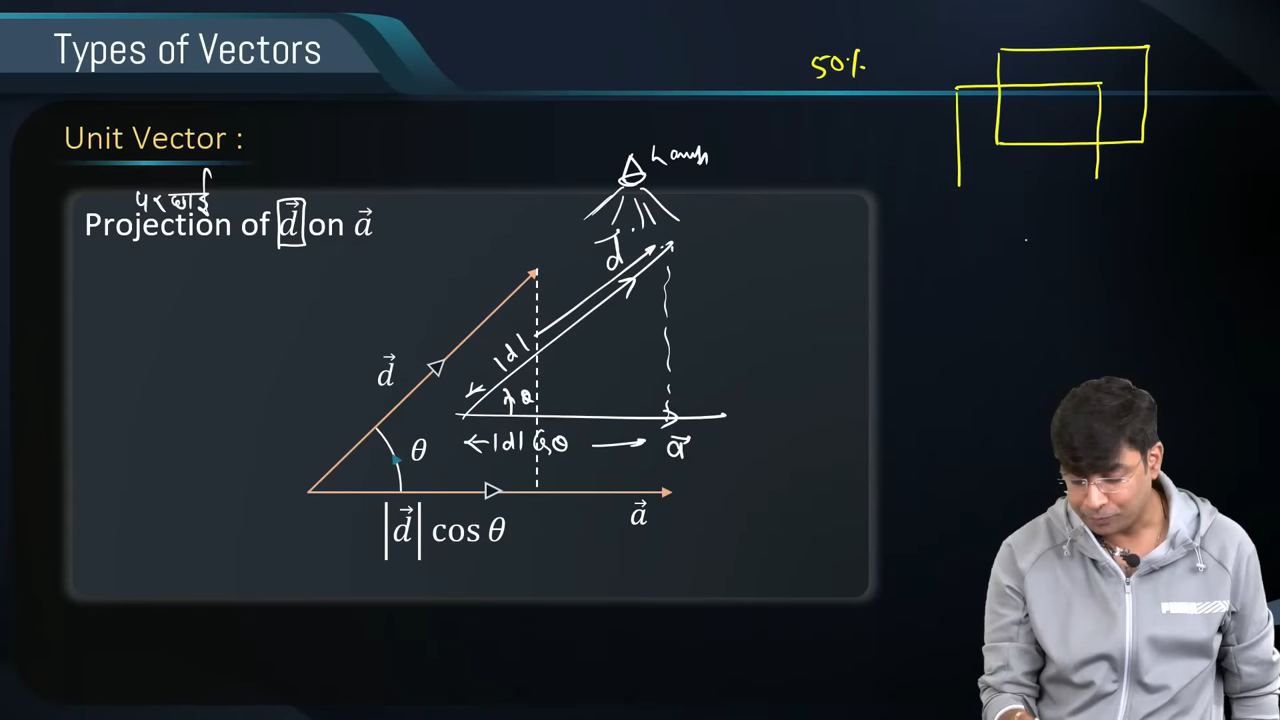 Types of Vectors
50%
Unit Vector :
Lamp
परछाई
Projection of d⃗ on a⃗
d⃗
|d|
d⃗
θ
θ
|d| cosθ
a⃗
|d⃗| cos θ
a⃗